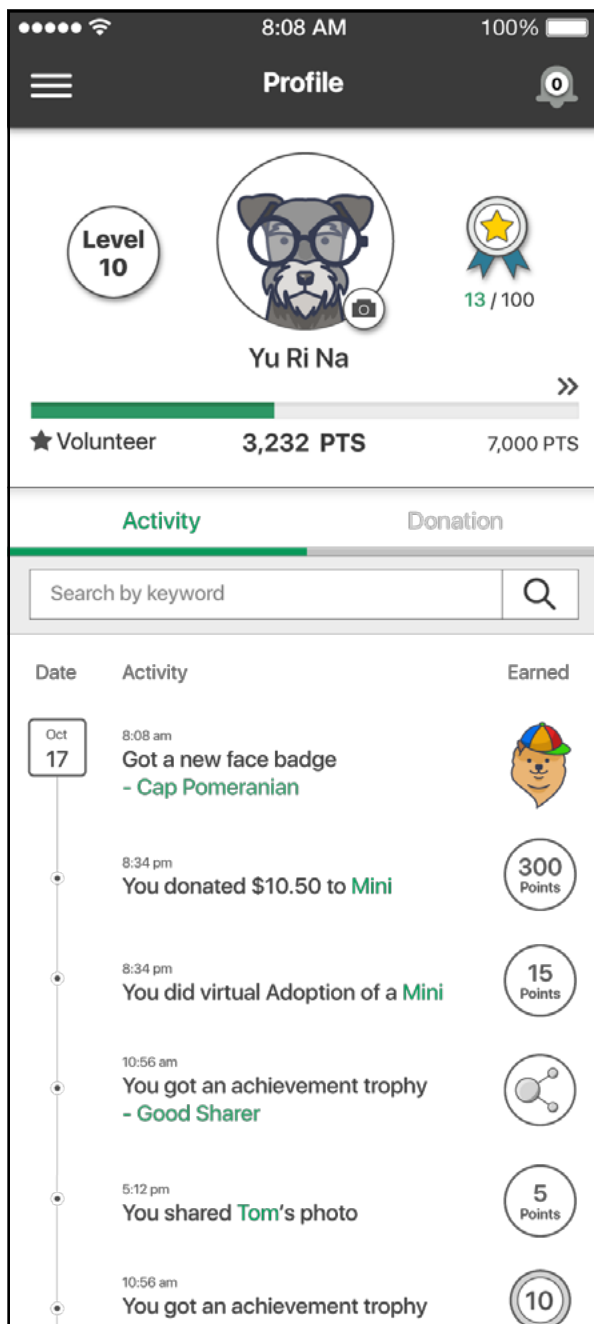 8:08 AM
100%
Profile
0
Level
10
13 / 100
Yu Ri Na
»
Volunteer
3,232 PTS
7,000 PTS
Activity
Donation
Search by keyword
Date
Activity
Earned
Oct
17
8:08 am
Got a new face badge
- Cap Pomeranian
8:34 pm
You donated $10.50 to Mini
300
Points
8:34 pm
You did virtual Adoption of a Mini
15
Points
10:56 am
You got an achievement trophy
- Good Sharer
5:12 pm
You shared Tom's photo
5
Points
10:56 am
You got an achievement trophy
10